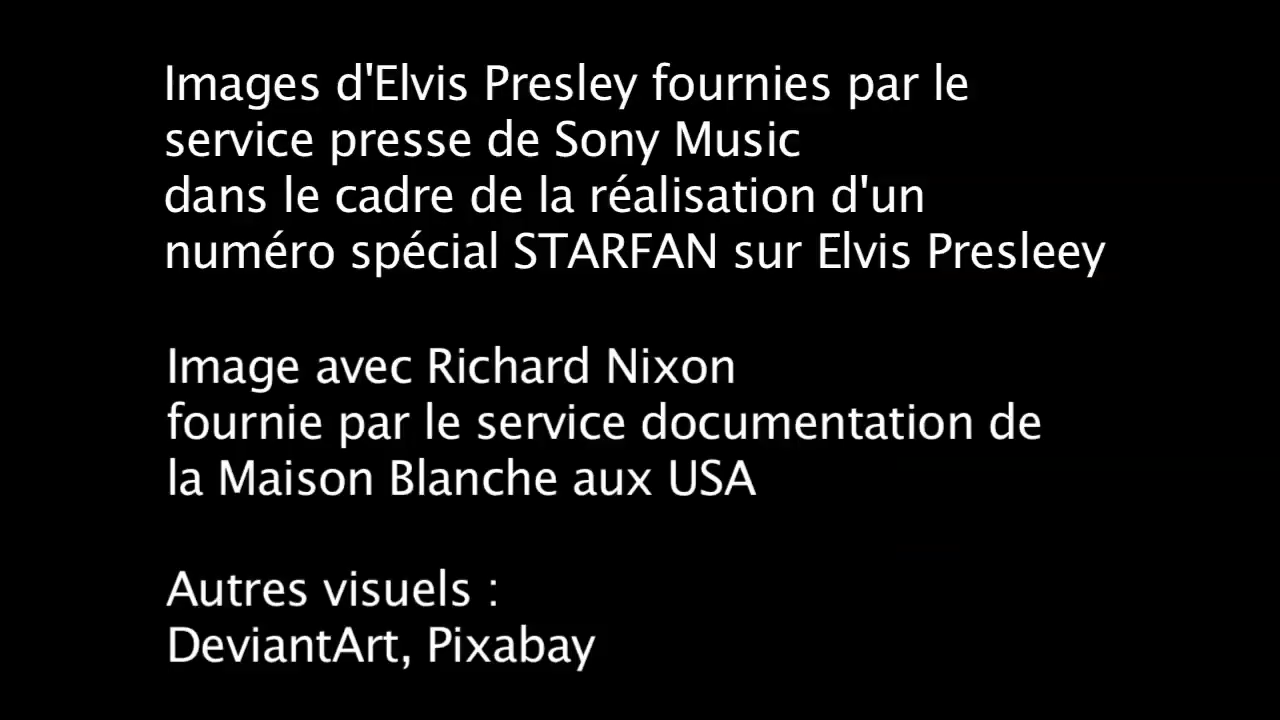 Images d'Elvis Presley fournies par le
service presse de Sony Music
dans le cadre de la réalisation d'un
numéro spécial STARFAN sur Elvis Presleey
Image avec Richard Nixon
fournie par le service documentation de
la Maison Blanche aux USA
Autres visuels :
DeviantArt, Pixabay